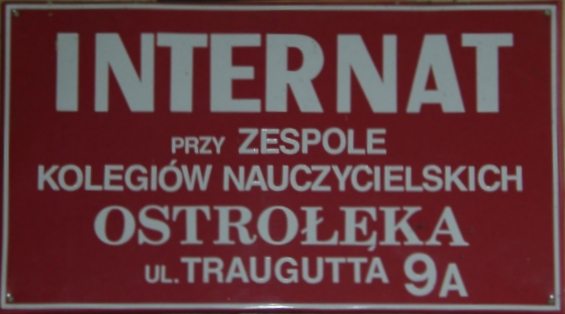 INTERNAT
PRZY ZESPOLE
KOLEGIÓW NAUCZYCIELSKICH
OSTROŁĘKA
UL. TRAUGUTTA 9A